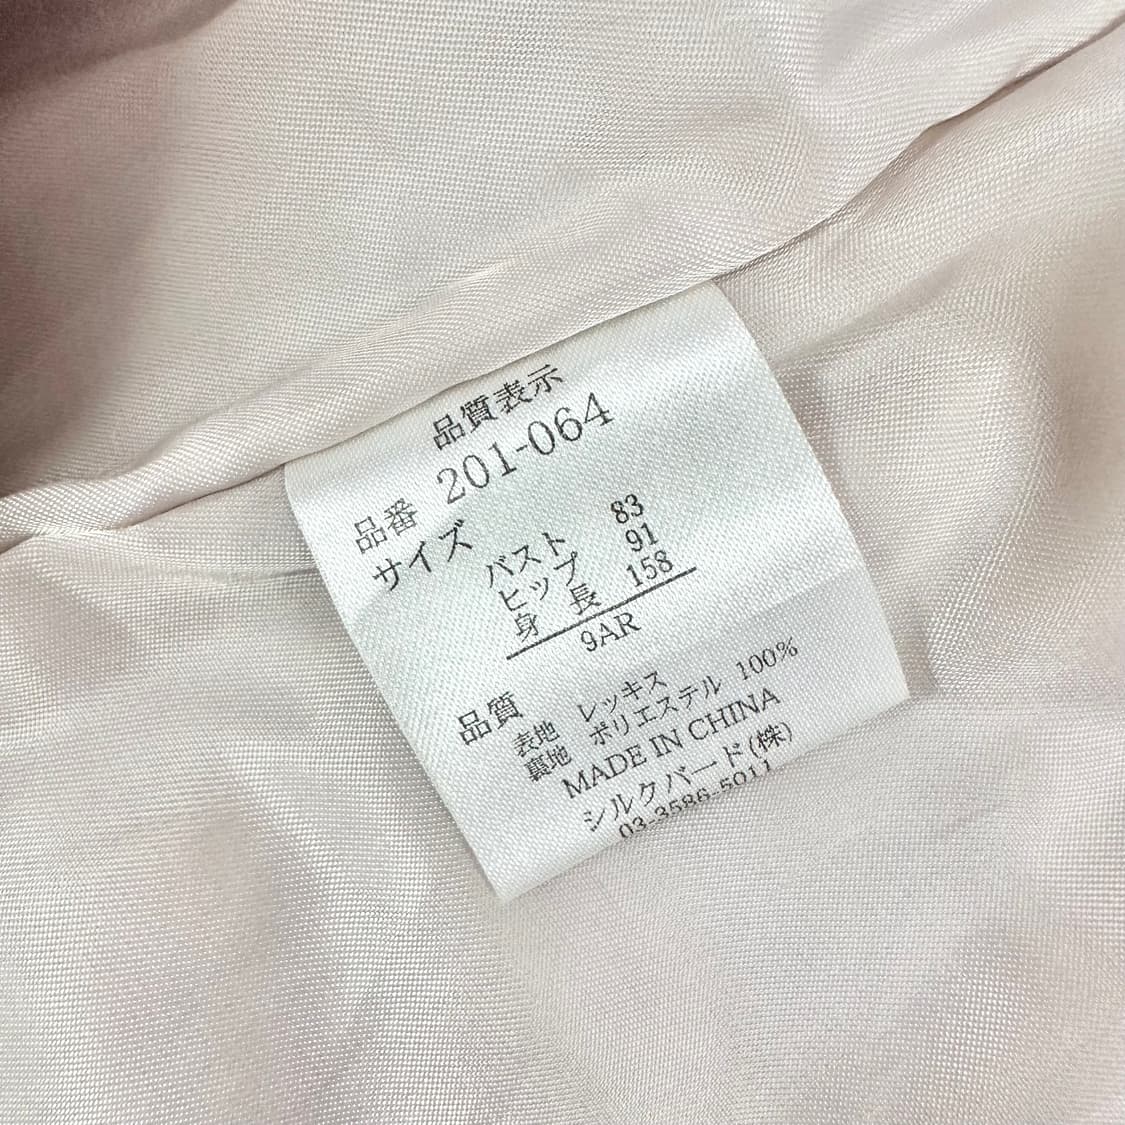 品質表示
品番 201-064
サイズ
バスト 83
ヒップ 91
身長 158
9AR
品質
表地 レッキス
裏地 ポリエステル 100%
MADE IN CHINA
シルクバード(株)
03-3586-5011